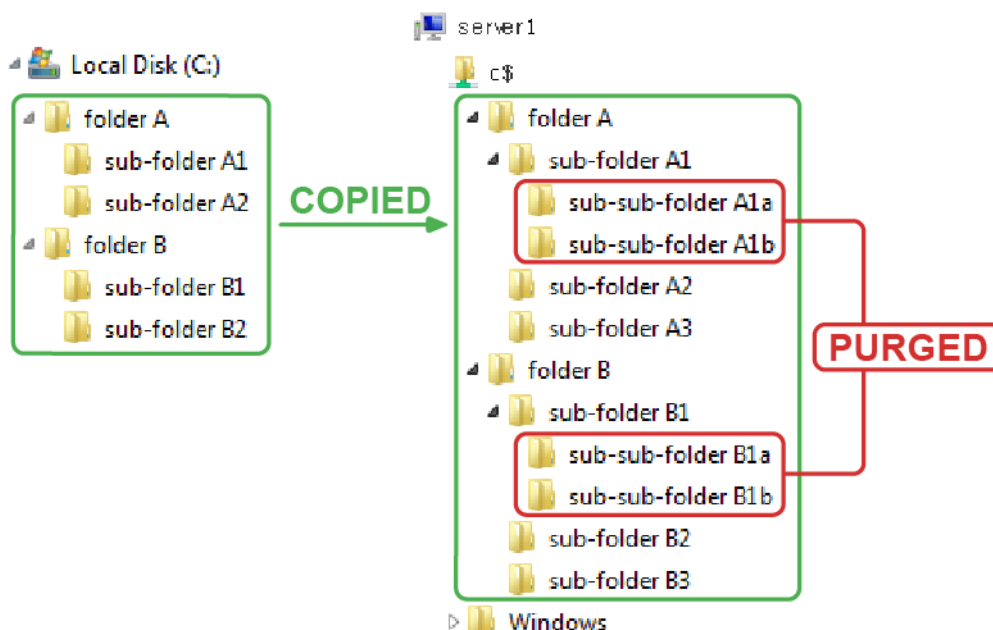 server1
Local Disk (C:)
c$
folder A
sub-folder A1
sub-folder A2
folder B
sub-folder B1
sub-folder B2
COPIED
folder A
sub-folder A1
sub-sub-folder A1a
sub-sub-folder A1b
sub-folder A2
sub-folder A3
folder B
sub-folder B1
sub-sub-folder B1a
sub-sub-folder B1b
sub-folder B2
sub-folder B3
Windows
PURGED